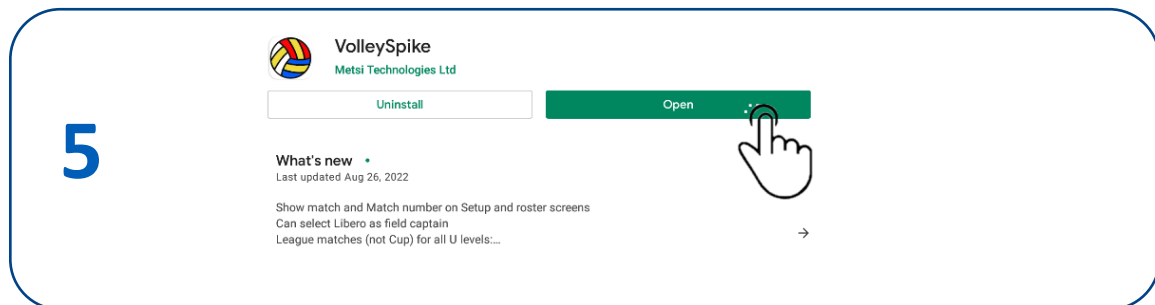 5
VolleySpike
Metsi Technologies Ltd
Uninstall
Open
What's new •
Last updated Aug 26, 2022
Show match and Match number on Setup and roster screens
Can select Libero as field captain
League matches (not Cup) for all U levels:...